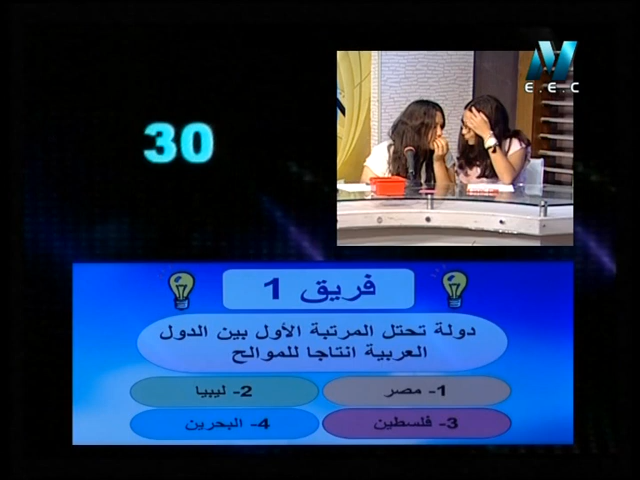 30
E.E.C
فريق 1
دولة تحتل المرتبة الأول بين الدول
العربية انتاجا للموالح
1- مصر
2- ليبيا
3- فلسطين
4- البحرين